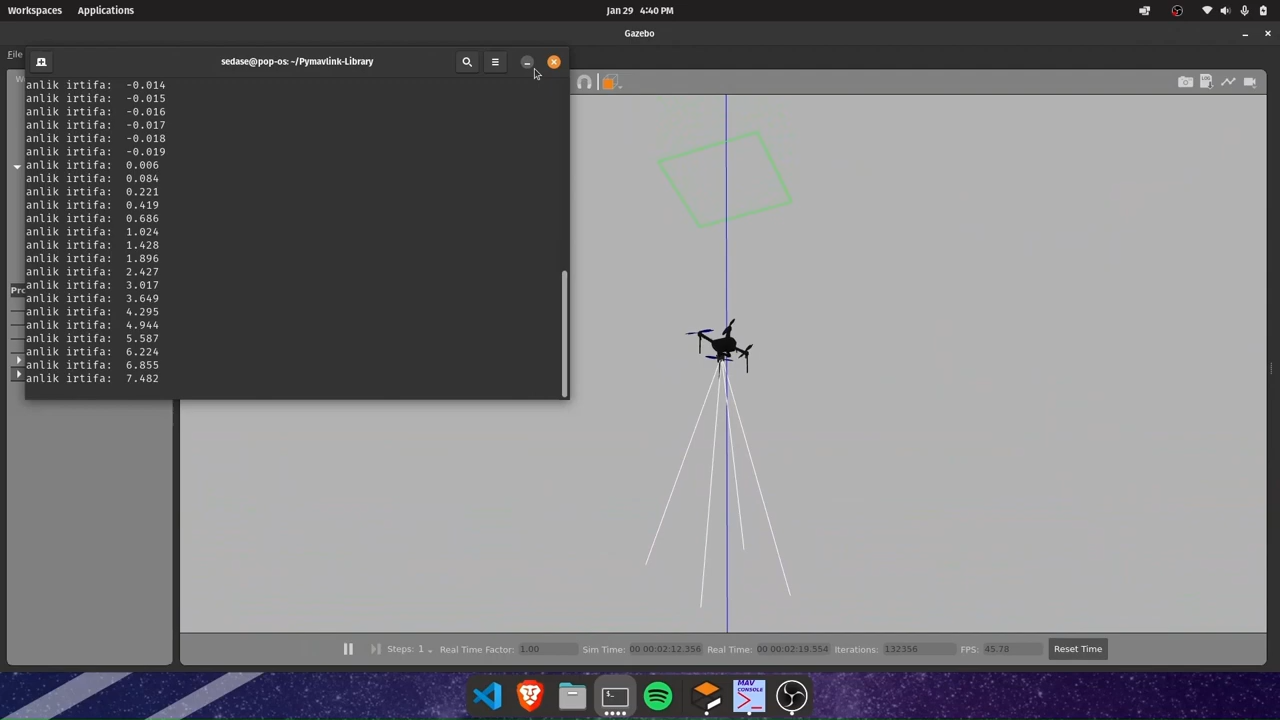 Workspaces Applications Jan 29 4:40 PM
Gazebo
File
sedase@pop-os: ~/Pymavlink-Library
anlik irtifa: -0.014
anlik irtifa: -0.015
anlik irtifa: -0.016
anlik irtifa: -0.017
anlik irtifa: -0.018
anlik irtifa: -0.019
anlik irtifa: 0.006
anlik irtifa: 0.084
anlik irtifa: 0.221
anlik irtifa: 0.419
anlik irtifa: 0.686
anlik irtifa: 1.024
anlik irtifa: 1.428
anlik irtifa: 1.896
anlik irtifa: 2.427
anlik irtifa: 3.017
anlik irtifa: 3.649
anlik irtifa: 4.295
anlik irtifa: 4.944
anlik irtifa: 5.587
anlik irtifa: 6.224
anlik irtifa: 6.855
anlik irtifa: 7.482
Steps: 1 Real Time Factor: 1.00 Sim Time: 00 00:02:12.356 Real Time: 00 00:02:19.554 Iterations: 132356 FPS: 45.78 Reset Time
MAV
CONSOLE